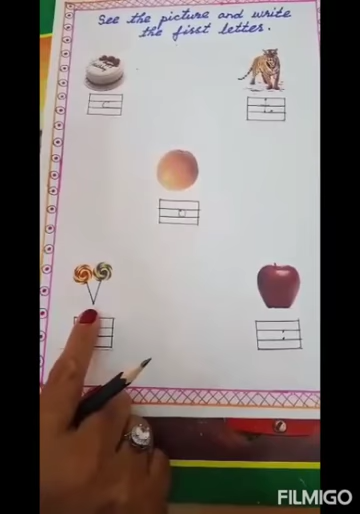 See the picture and write
the first letter.
c
o
FILMIGO